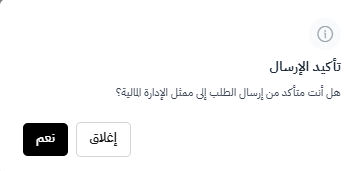 تأكيد الإرسال
هل أنت متأكد من إرسال الطلب إلى ممثل الإدارة المالية؟
إغلاق
نعم